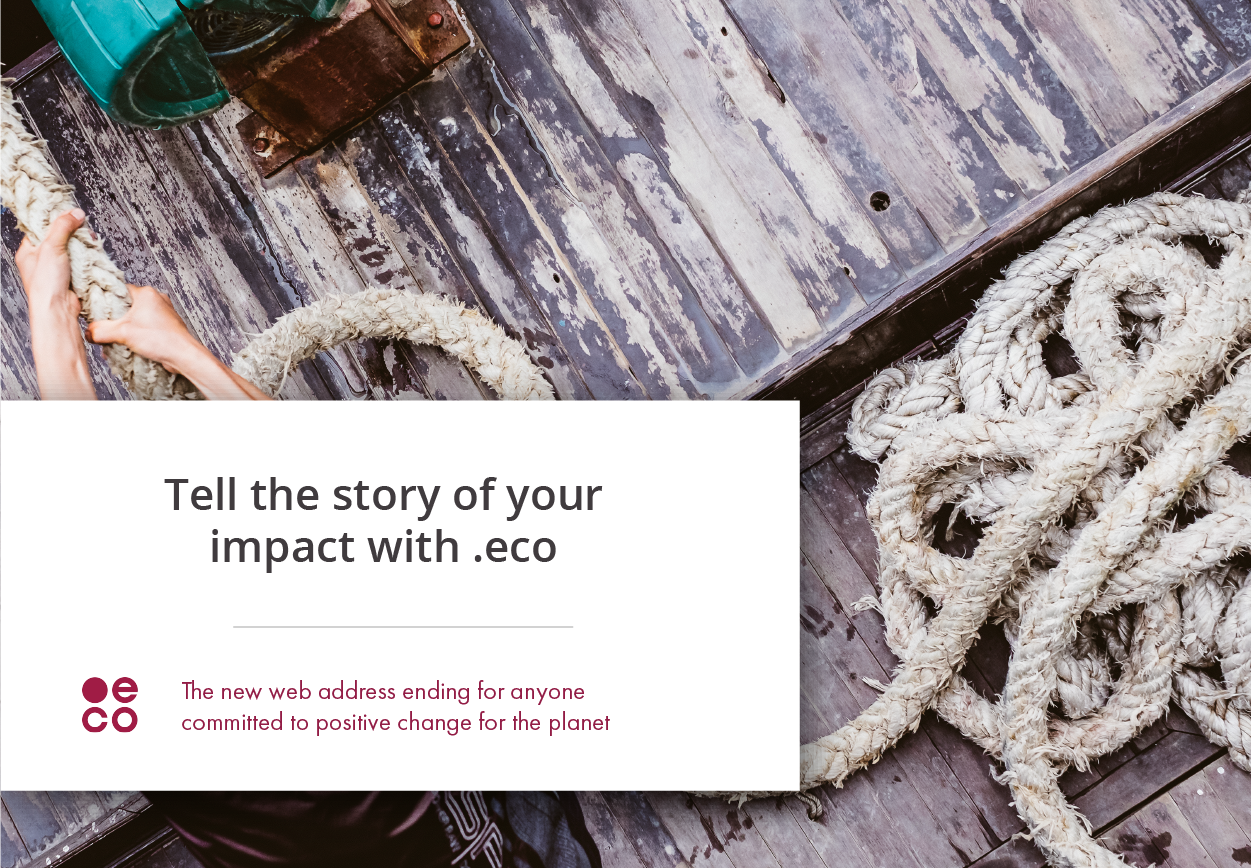 Tell the story of your
impact with .eco
● e
co
The new web address ending for anyone
committed to positive change for the planet